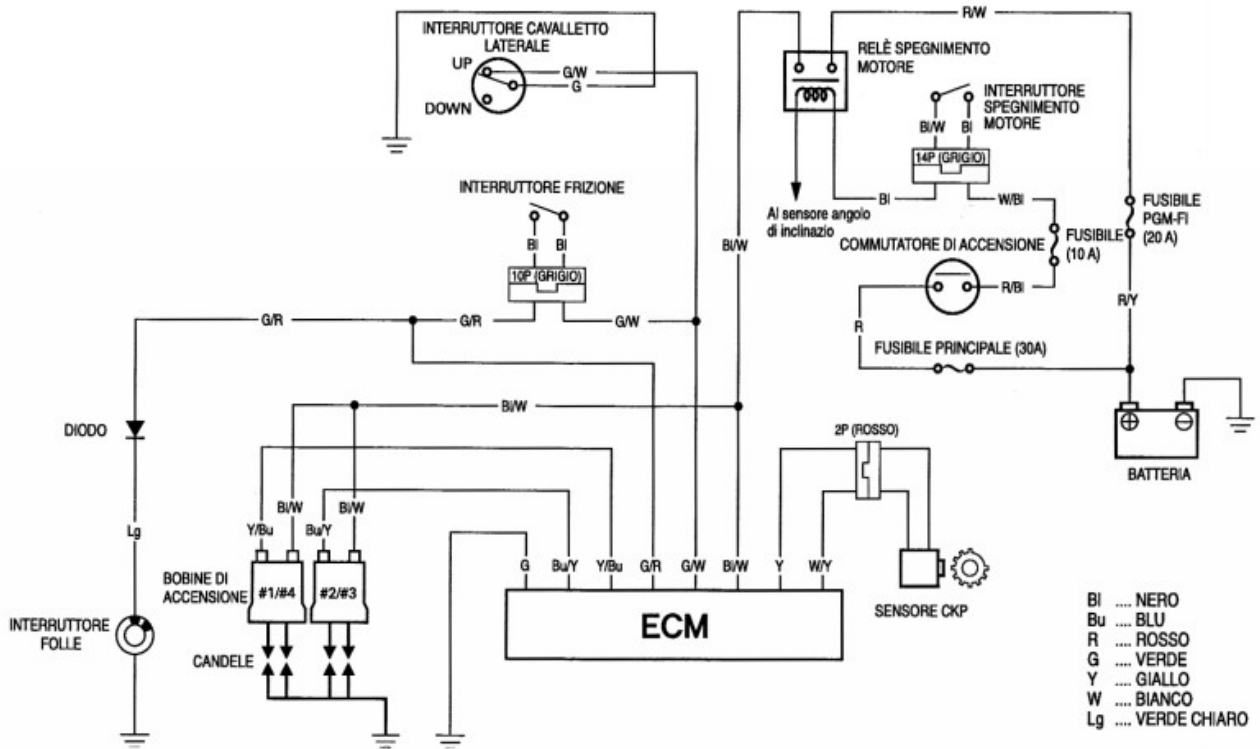 INTERRUTTORE CAVALLETTO
LATERALE
UP
DOWN
G/W
G
R/W
RELÈ SPEGNIMENTO
MOTORE
INTERRUTTORE
SPEGNIMENTO
MOTORE
Bl/W
Bl
14P (GRIGIO)
Bl
W/Bl
Al sensore angolo
di inclinazio
FUSIBILE
PGM-FI
(20 A)
INTERRUTTORE FRIZIONE
Bl
Bl
10P (GRIGIO)
Bl/W
COMMUTATORE DI ACCENSIONE
FUSIBILE
(10 A)
R/Bl
R
R/Y
G/R
G/R
G/W
FUSIBILE PRINCIPALE (30A)
BATTERIA
DIODO
Bl/W
2P (ROSSO)
Lg
Y/Bu
Bl/W
Bu/Y
Bl/W
G
Bu/Y
Y/Bu
G/R
G/W
Bl/W
Y
W/Y
BOBINE DI
ACCENSIONE
#1/#4
#2/#3
INTERRUTTORE
FOLLE
CANDELE
ECM
SENSORE CKP
Bl .... NERO
Bu .... BLU
R .... ROSSO
G .... VERDE
Y .... GIALLO
W .... BIANCO
Lg .... VERDE CHIARO